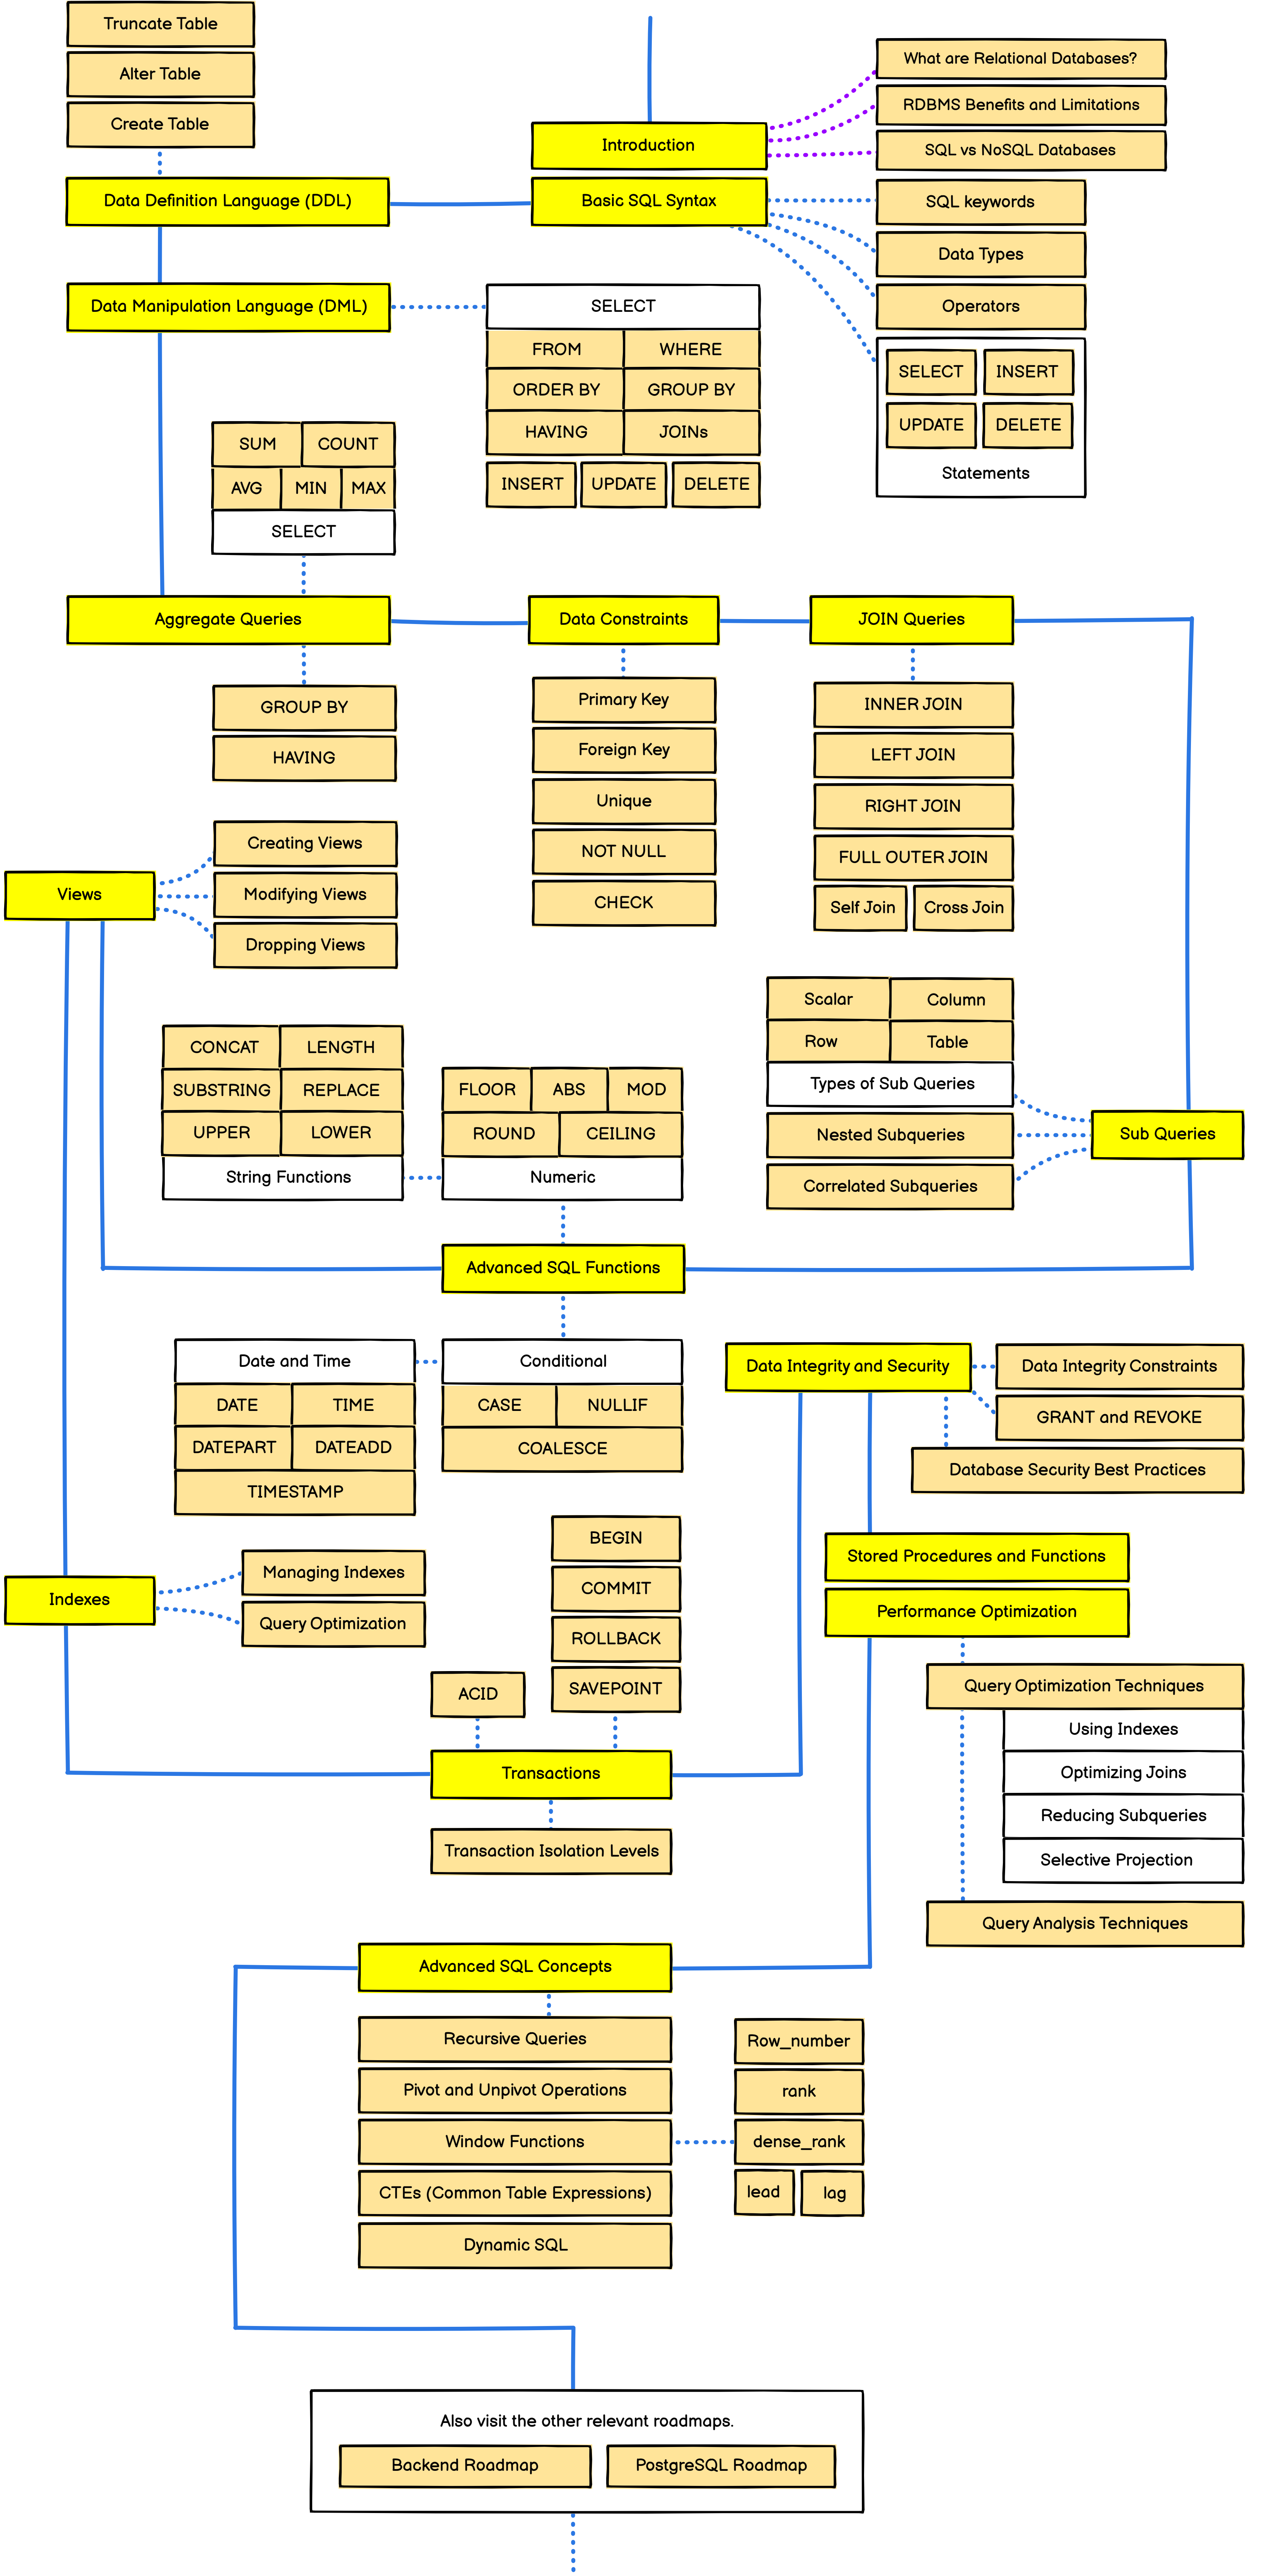 Truncate Table
Alter Table
Create Table
What are Relational Databases?
RDBMS Benefits and Limitations
SQL vs NoSQL Databases
Introduction
Data Definition Language (DDL)
Basic SQL Syntax
SQL keywords
Data Types
Operators
SELECT
INSERT
UPDATE
DELETE
Statements
Data Manipulation Language (DML)
SELECT
FROM
WHERE
ORDER BY
GROUP BY
HAVING
JOINs
INSERT
UPDATE
DELETE
SUM
COUNT
AVG
MIN
MAX
SELECT
Aggregate Queries
Data Constraints
JOIN Queries
GROUP BY
HAVING
Primary Key
Foreign Key
Unique
NOT NULL
CHECK
INNER JOIN
LEFT JOIN
RIGHT JOIN
FULL OUTER JOIN
Self Join
Cross Join
Views
Creating Views
Modifying Views
Dropping Views
Scalar
Column
Row
Table
Types of Sub Queries
Nested Subqueries
Correlated Subqueries
Sub Queries
CONCAT
LENGTH
SUBSTRING
REPLACE
UPPER
LOWER
String Functions
FLOOR
ABS
MOD
ROUND
CEILING
Numeric
Advanced SQL Functions
Date and Time
DATE
TIME
DATEPART
DATEADD
TIMESTAMP
Conditional
CASE
NULLIF
COALESCE
Data Integrity and Security
Data Integrity Constraints
GRANT and REVOKE
Database Security Best Practices
Indexes
Managing Indexes
Query Optimization
BEGIN
COMMIT
ROLLBACK
SAVEPOINT
ACID
Transactions
Transaction Isolation Levels
Stored Procedures and Functions
Performance Optimization
Query Optimization Techniques
Using Indexes
Optimizing Joins
Reducing Subqueries
Selective Projection
Query Analysis Techniques
Advanced SQL Concepts
Recursive Queries
Pivot and Unpivot Operations
Window Functions
CTEs (Common Table Expressions)
Dynamic SQL
Row_number
rank
dense_rank
lead
lag
Also visit the other relevant roadmaps.
Backend Roadmap
PostgreSQL Roadmap